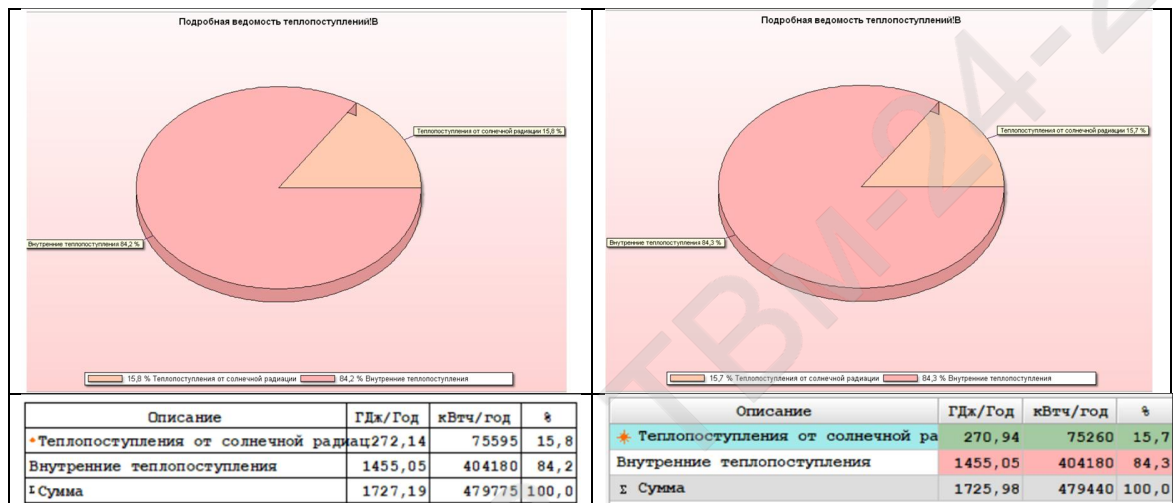 Подробная ведомость теплопоступлений!В
Теплопоступления от солнечной радиации 15,8 %
Внутренние теплопоступления 84,2 %
15,8 % Теплопоступления от солнечной радиации 84,2 % Внутренние теплопоступления
Описание ГДж/Год кВтч/год %
Теплопоступления от солнечной радиац 272,14 75595 15,8
Внутренние теплопоступления 1455,05 404180 84,2
Σ Сумма 1727,19 479775 100,0
Подробная ведомость теплопоступлений!В
Теплопоступления от солнечной радиации 15,7 %
Внутренние теплопоступления 84,3 %
15,7 % Теплопоступления от солнечной радиации 84,3 % Внутренние теплопоступления
Описание ГДж/Год кВтч/год %
Теплопоступления от солнечной ра 270,94 75260 15,7
Внутренние теплопоступления 1455,05 404180 84,3
Σ Сумма 1725,98 479440 100,0
ТВМ-24-2